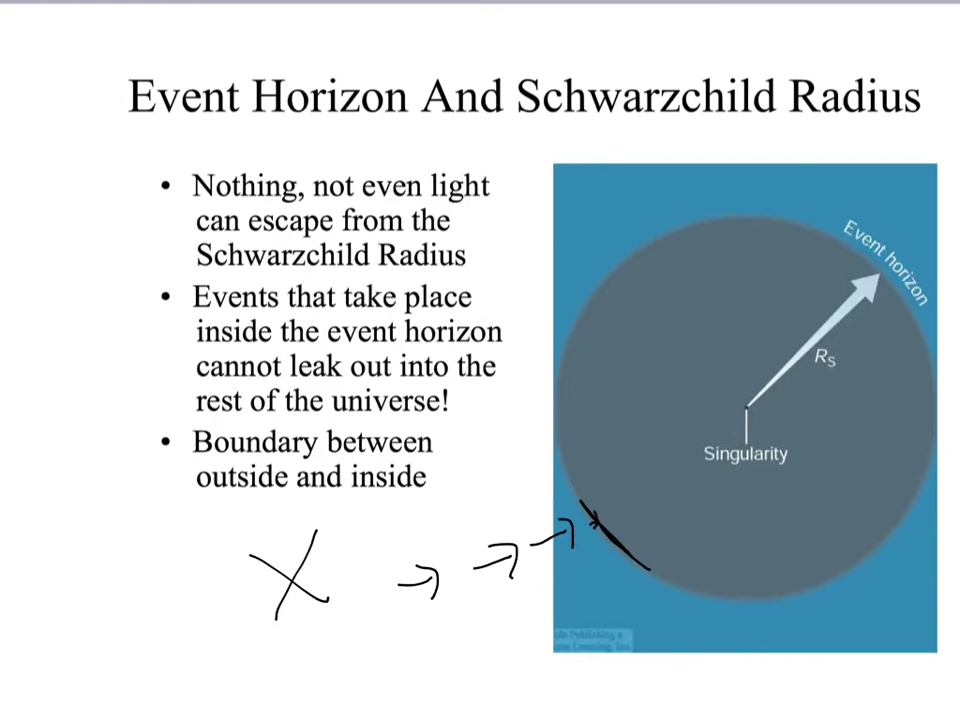 Event Horizon And Schwarzchild Radius
• Nothing, not even light
can escape from the
Schwarzchild Radius
• Events that take place
inside the event horizon
cannot leak out into the
rest of the universe!
• Boundary between
outside and inside
Event horizon
RS
Singularity
X